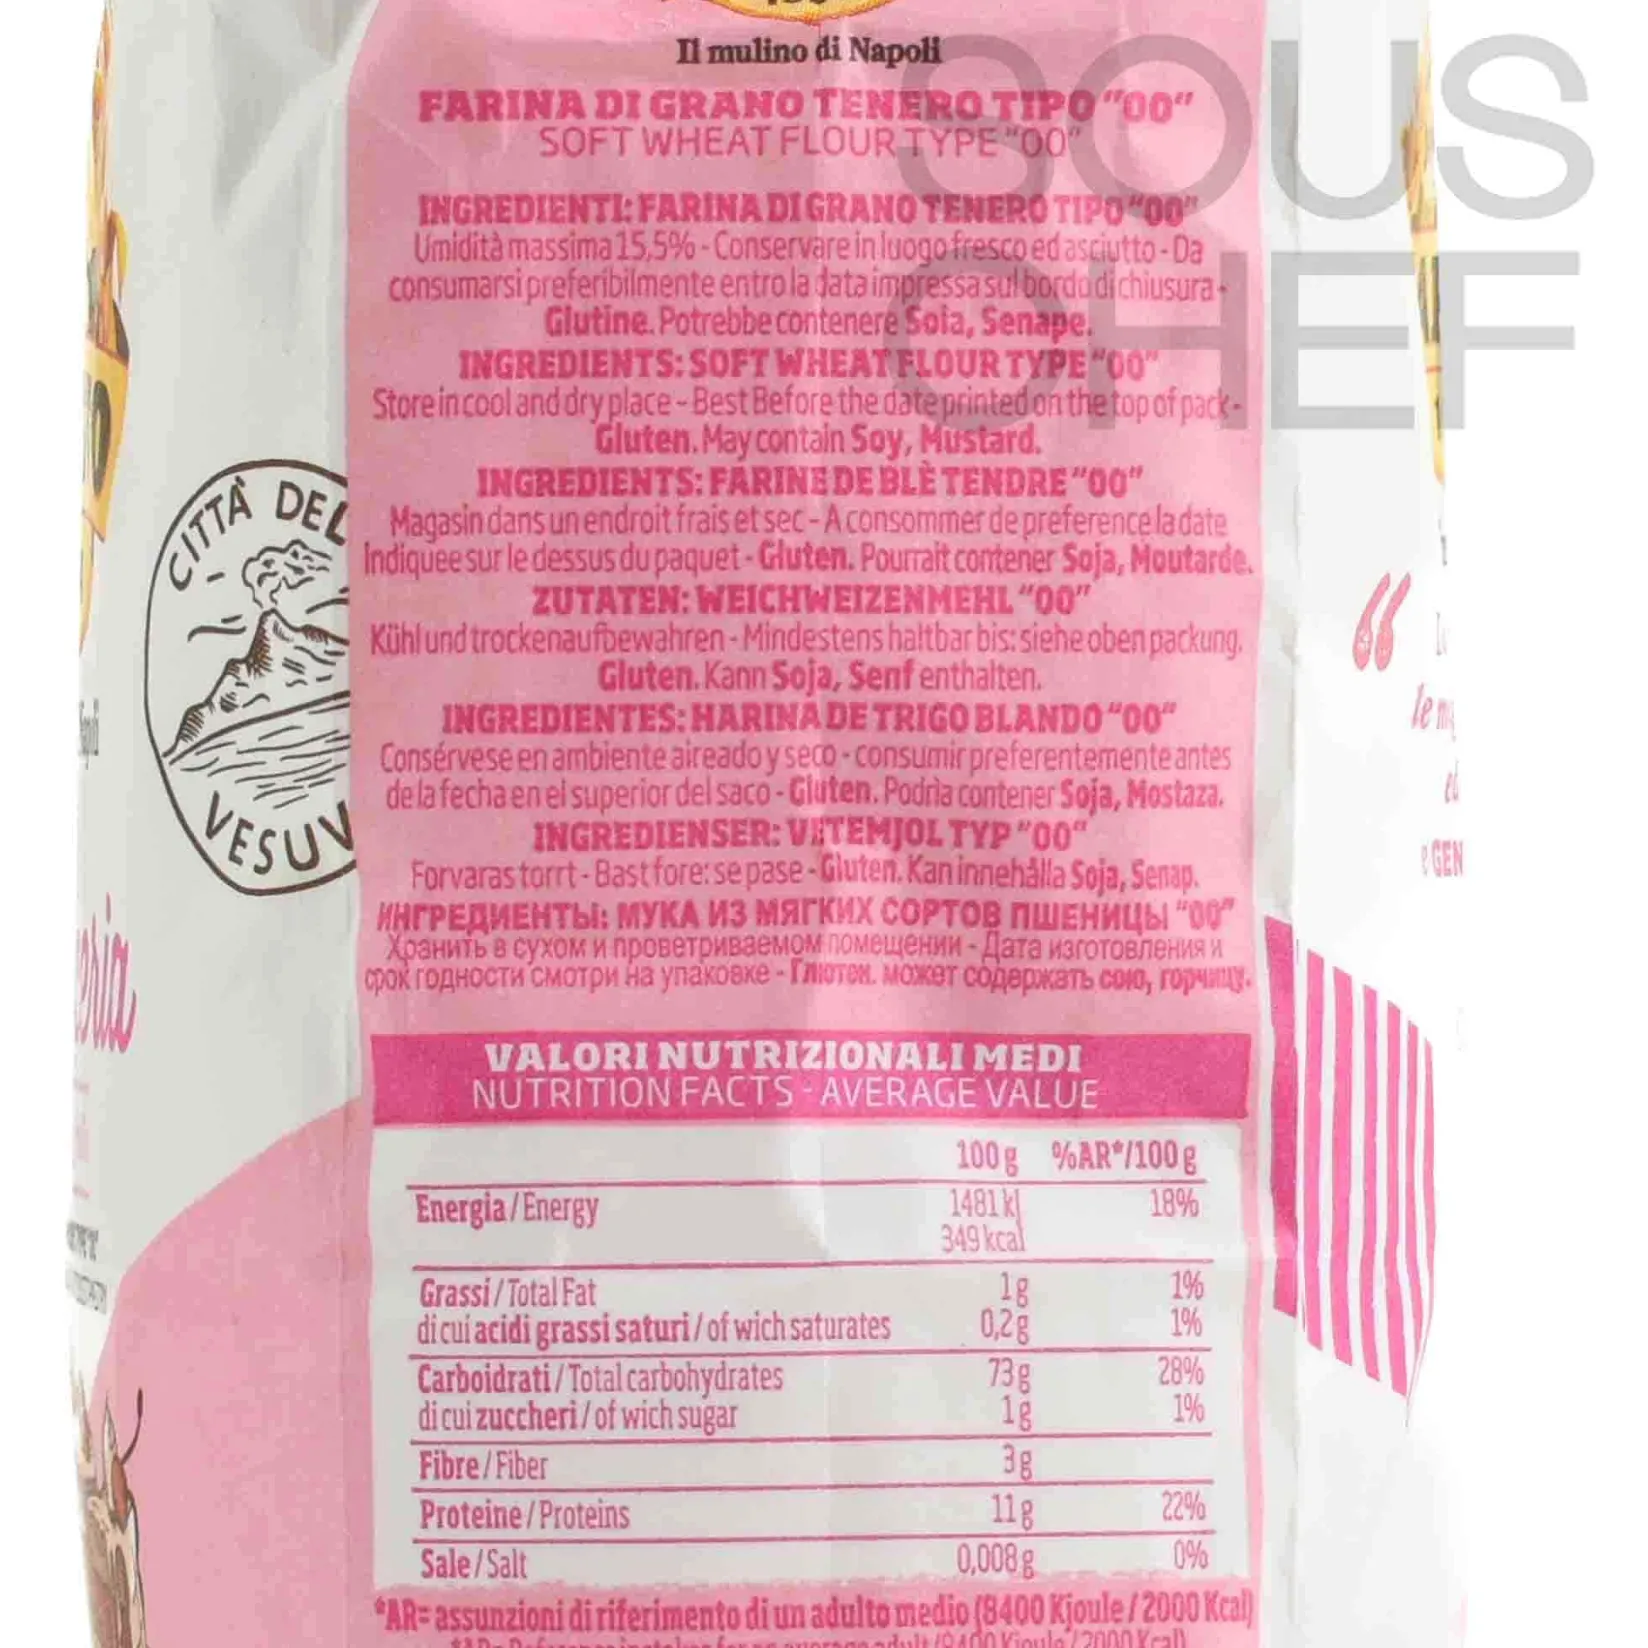 Il mulino di Napoli
FARINA DI GRANO TENERO TIPO "00"
SOFT WHEAT FLOUR TYPE "00"
INGREDIENTI: FARINA DI GRANO TENERO TIPO "00"
Umidità massima 15,5% - Conservare in luogo fresco ed asciutto - Da
consumarsi preferibilmente entro la data impressa sul bordo di chiusura -
Glutine. Potrebbe contenere Soia, Senape.
INGREDIENTS: SOFT WHEAT FLOUR TYPE "00"
Store in cool and dry place - Best Before the date printed on the top of pack -
Gluten. May contain Soy, Mustard.
INGREDIENTS: FARINE DE BLÈ TENDRE "00"
Magasin dans un endroit frais et sec - A consommer de preference la date
Indiquee sur le dessus du paquet - Gluten. Pourrait contener Soja, Moutarde.
ZUTATEN: WEICHWEIZENMEHL "00"
Kühl und trockenaufbewahren - Mindestens haltbar bis: siehe oben packung.
Gluten. Kann Soja, Senf enthalten.
INGREDIENTES: HARINA DE TRIGO BLANDO "00"
Consérvese en ambiente aireado y seco - consumir preferentemente antes
de la fecha en el superior del saco - Gluten. Podrìa contener Soja, Mostaza.
INGREDIENSER: VETEMJOL TYP "00"
Forvaras torrt - Bast fore: se pase - Gluten. Kan innehålla Soja, Senap.
ИНГРЕДИЕНТЫ: МУКА ИЗ МЯГКИХ СОРТОВ ПШЕНИЦЫ "00"
Хранить в сухом и проветриваемом помещении - Дата изготовления и
срок годности смотри на упаковке - Глютен. может содержать сою, горчицу.
VALORI NUTRIZIONALI MEDI
NUTRITION FACTS - AVERAGE VALUE
100 g %AR*/100 g
Energia / Energy 1481 kJ 18%
349 kcal
Grassi / Total Fat 1 g 1%
di cui acidi grassi saturi / of wich saturates 0,2 g 1%
Carboidrati / Total carbohydrates 73 g 28%
di cui zuccheri / of wich sugar 1 g 1%
Fibre / Fiber 3 g
Proteine / Proteins 11 g 22%
Sale / Salt 0,008 g 0%
*AR= assunzioni di riferimento di un adulto medio (8400 Kjoule / 2000 Kcal)
CITTÀ DEL
VESUV
SOUS
CHEF